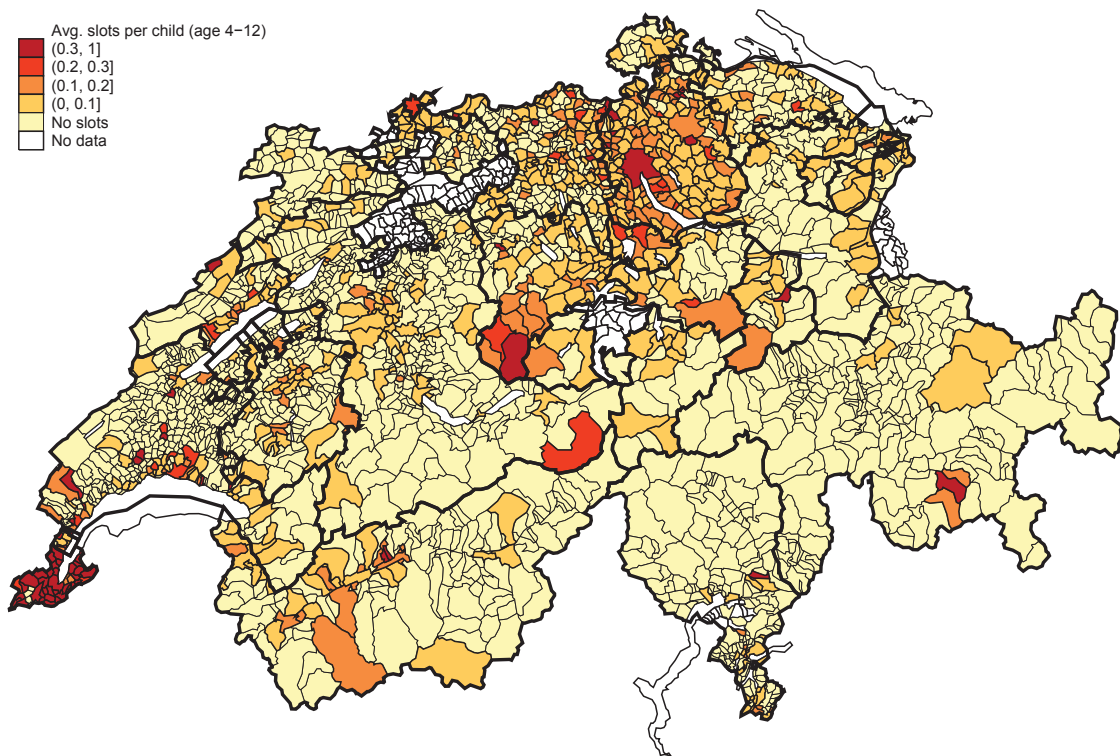 Avg. slots per child (age 4−12)
(0.3, 1]
(0.2, 0.3]
(0.1, 0.2]
(0, 0.1]
No slots
No data